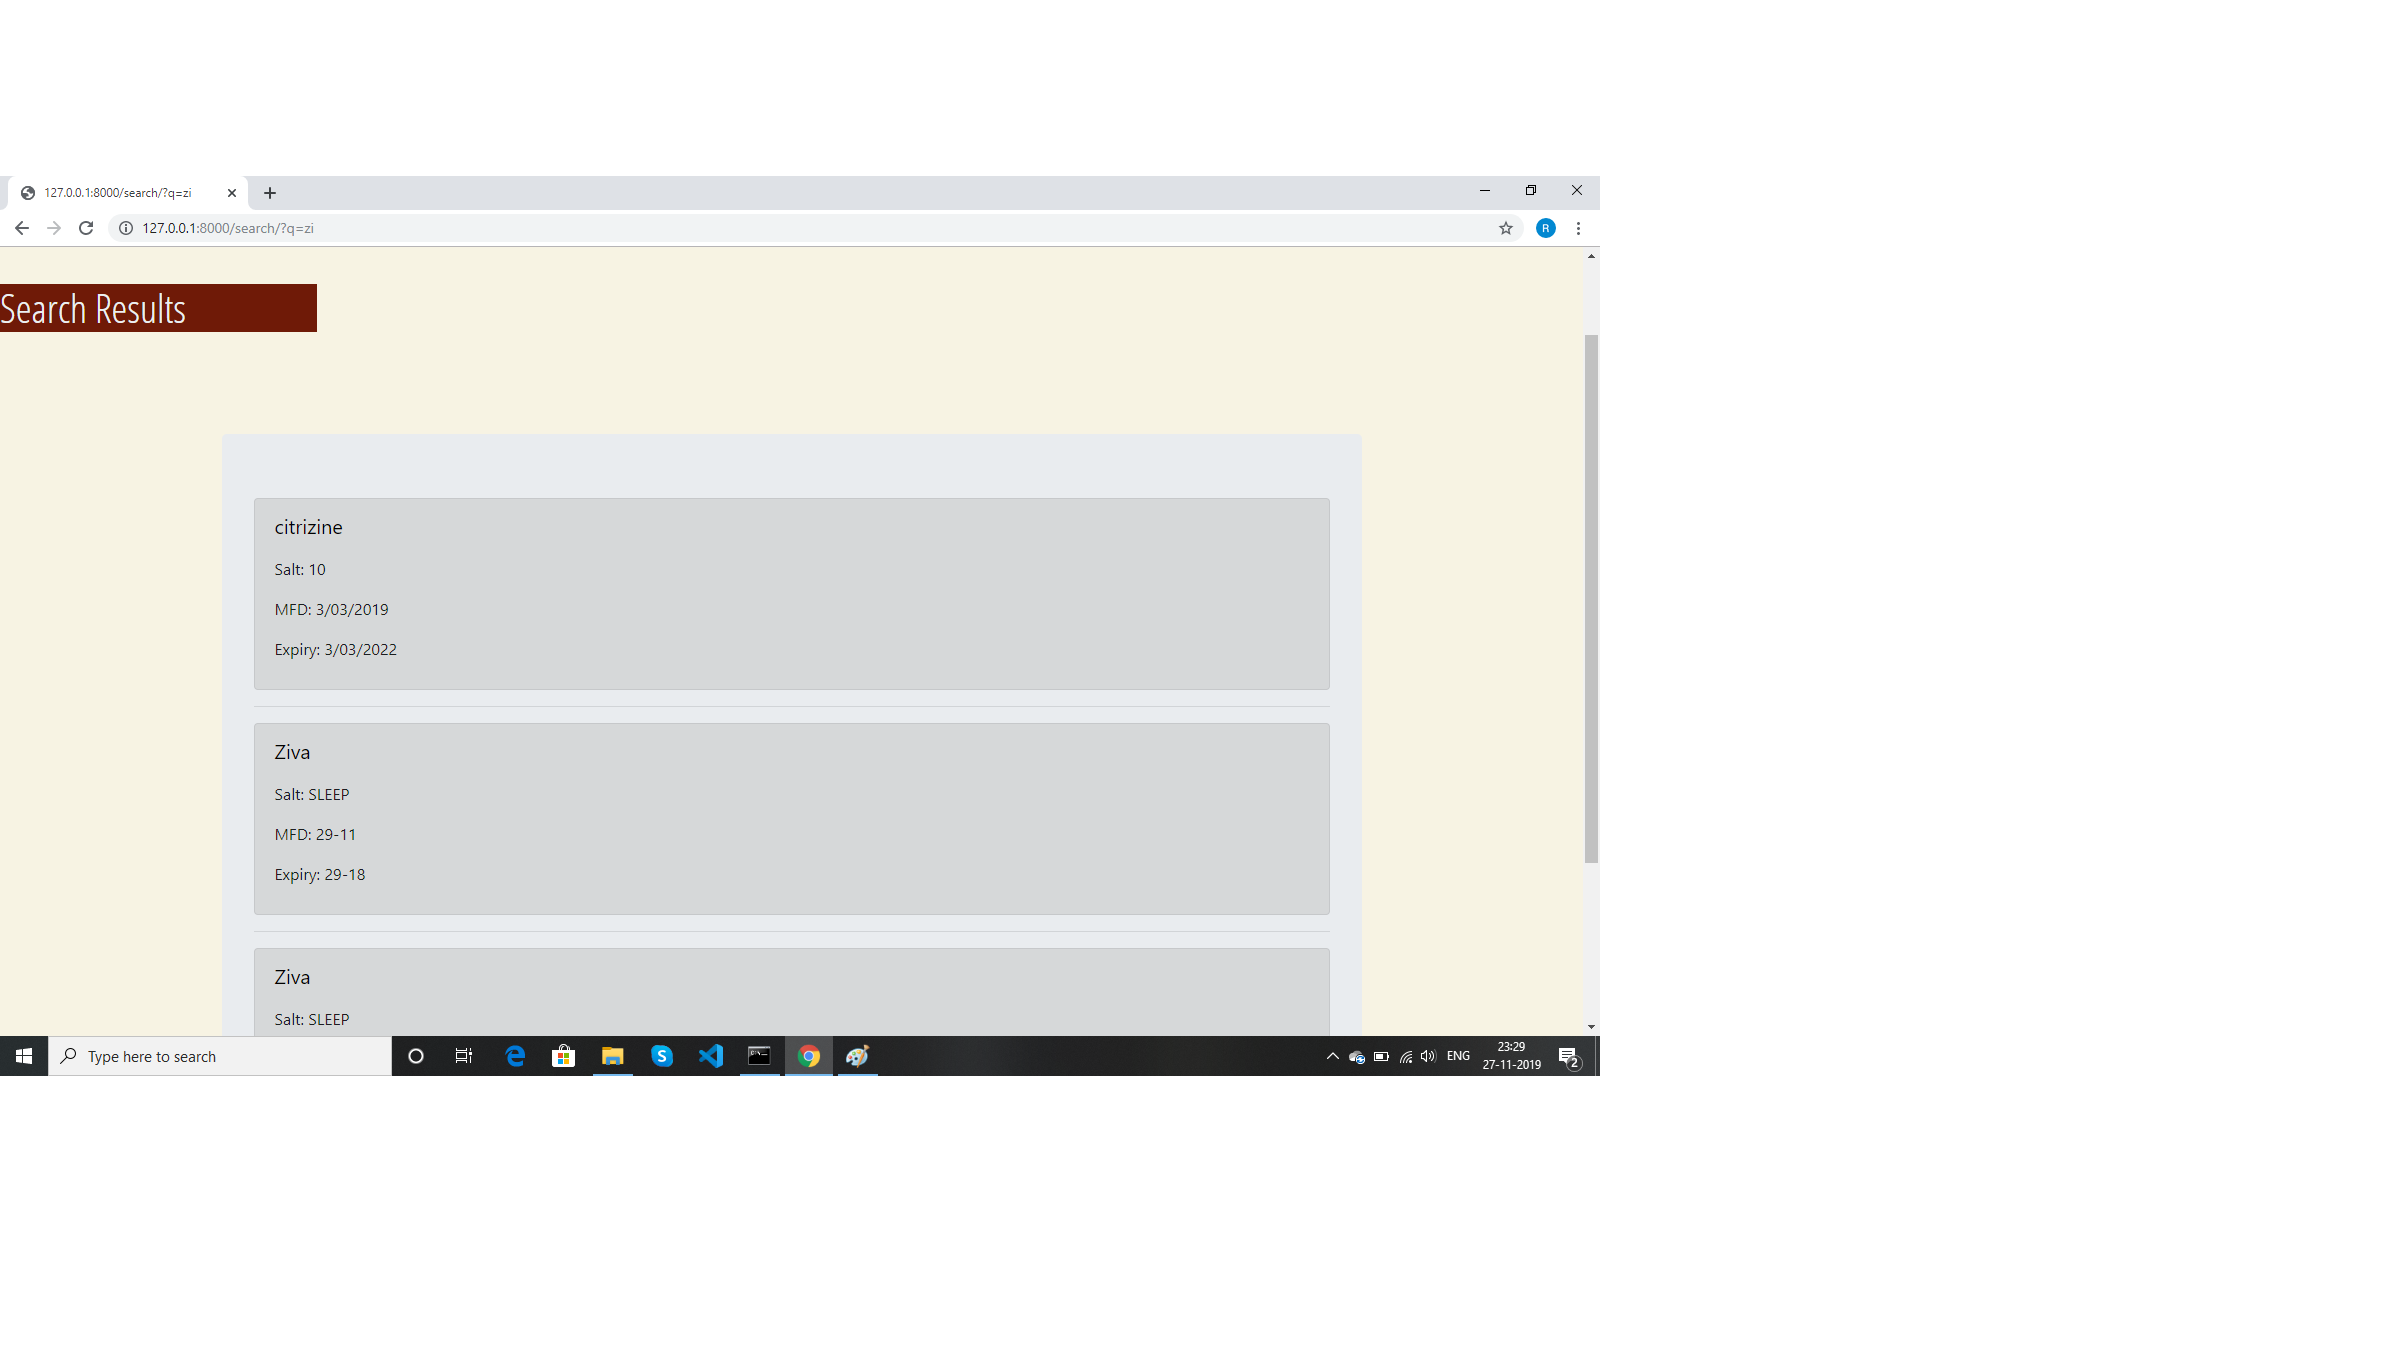 127.0.0.1:8000/search/?q=zi
127.0.0.1:8000/search/?q=zi
R
Search Results
citrizine
Salt: 10
MFD: 3/03/2019
Expiry: 3/03/2022
Ziva
Salt: SLEEP
MFD: 29-11
Expiry: 29-18
Ziva
Salt: SLEEP
Type here to search
ENG
23:29
27-11-2019
2